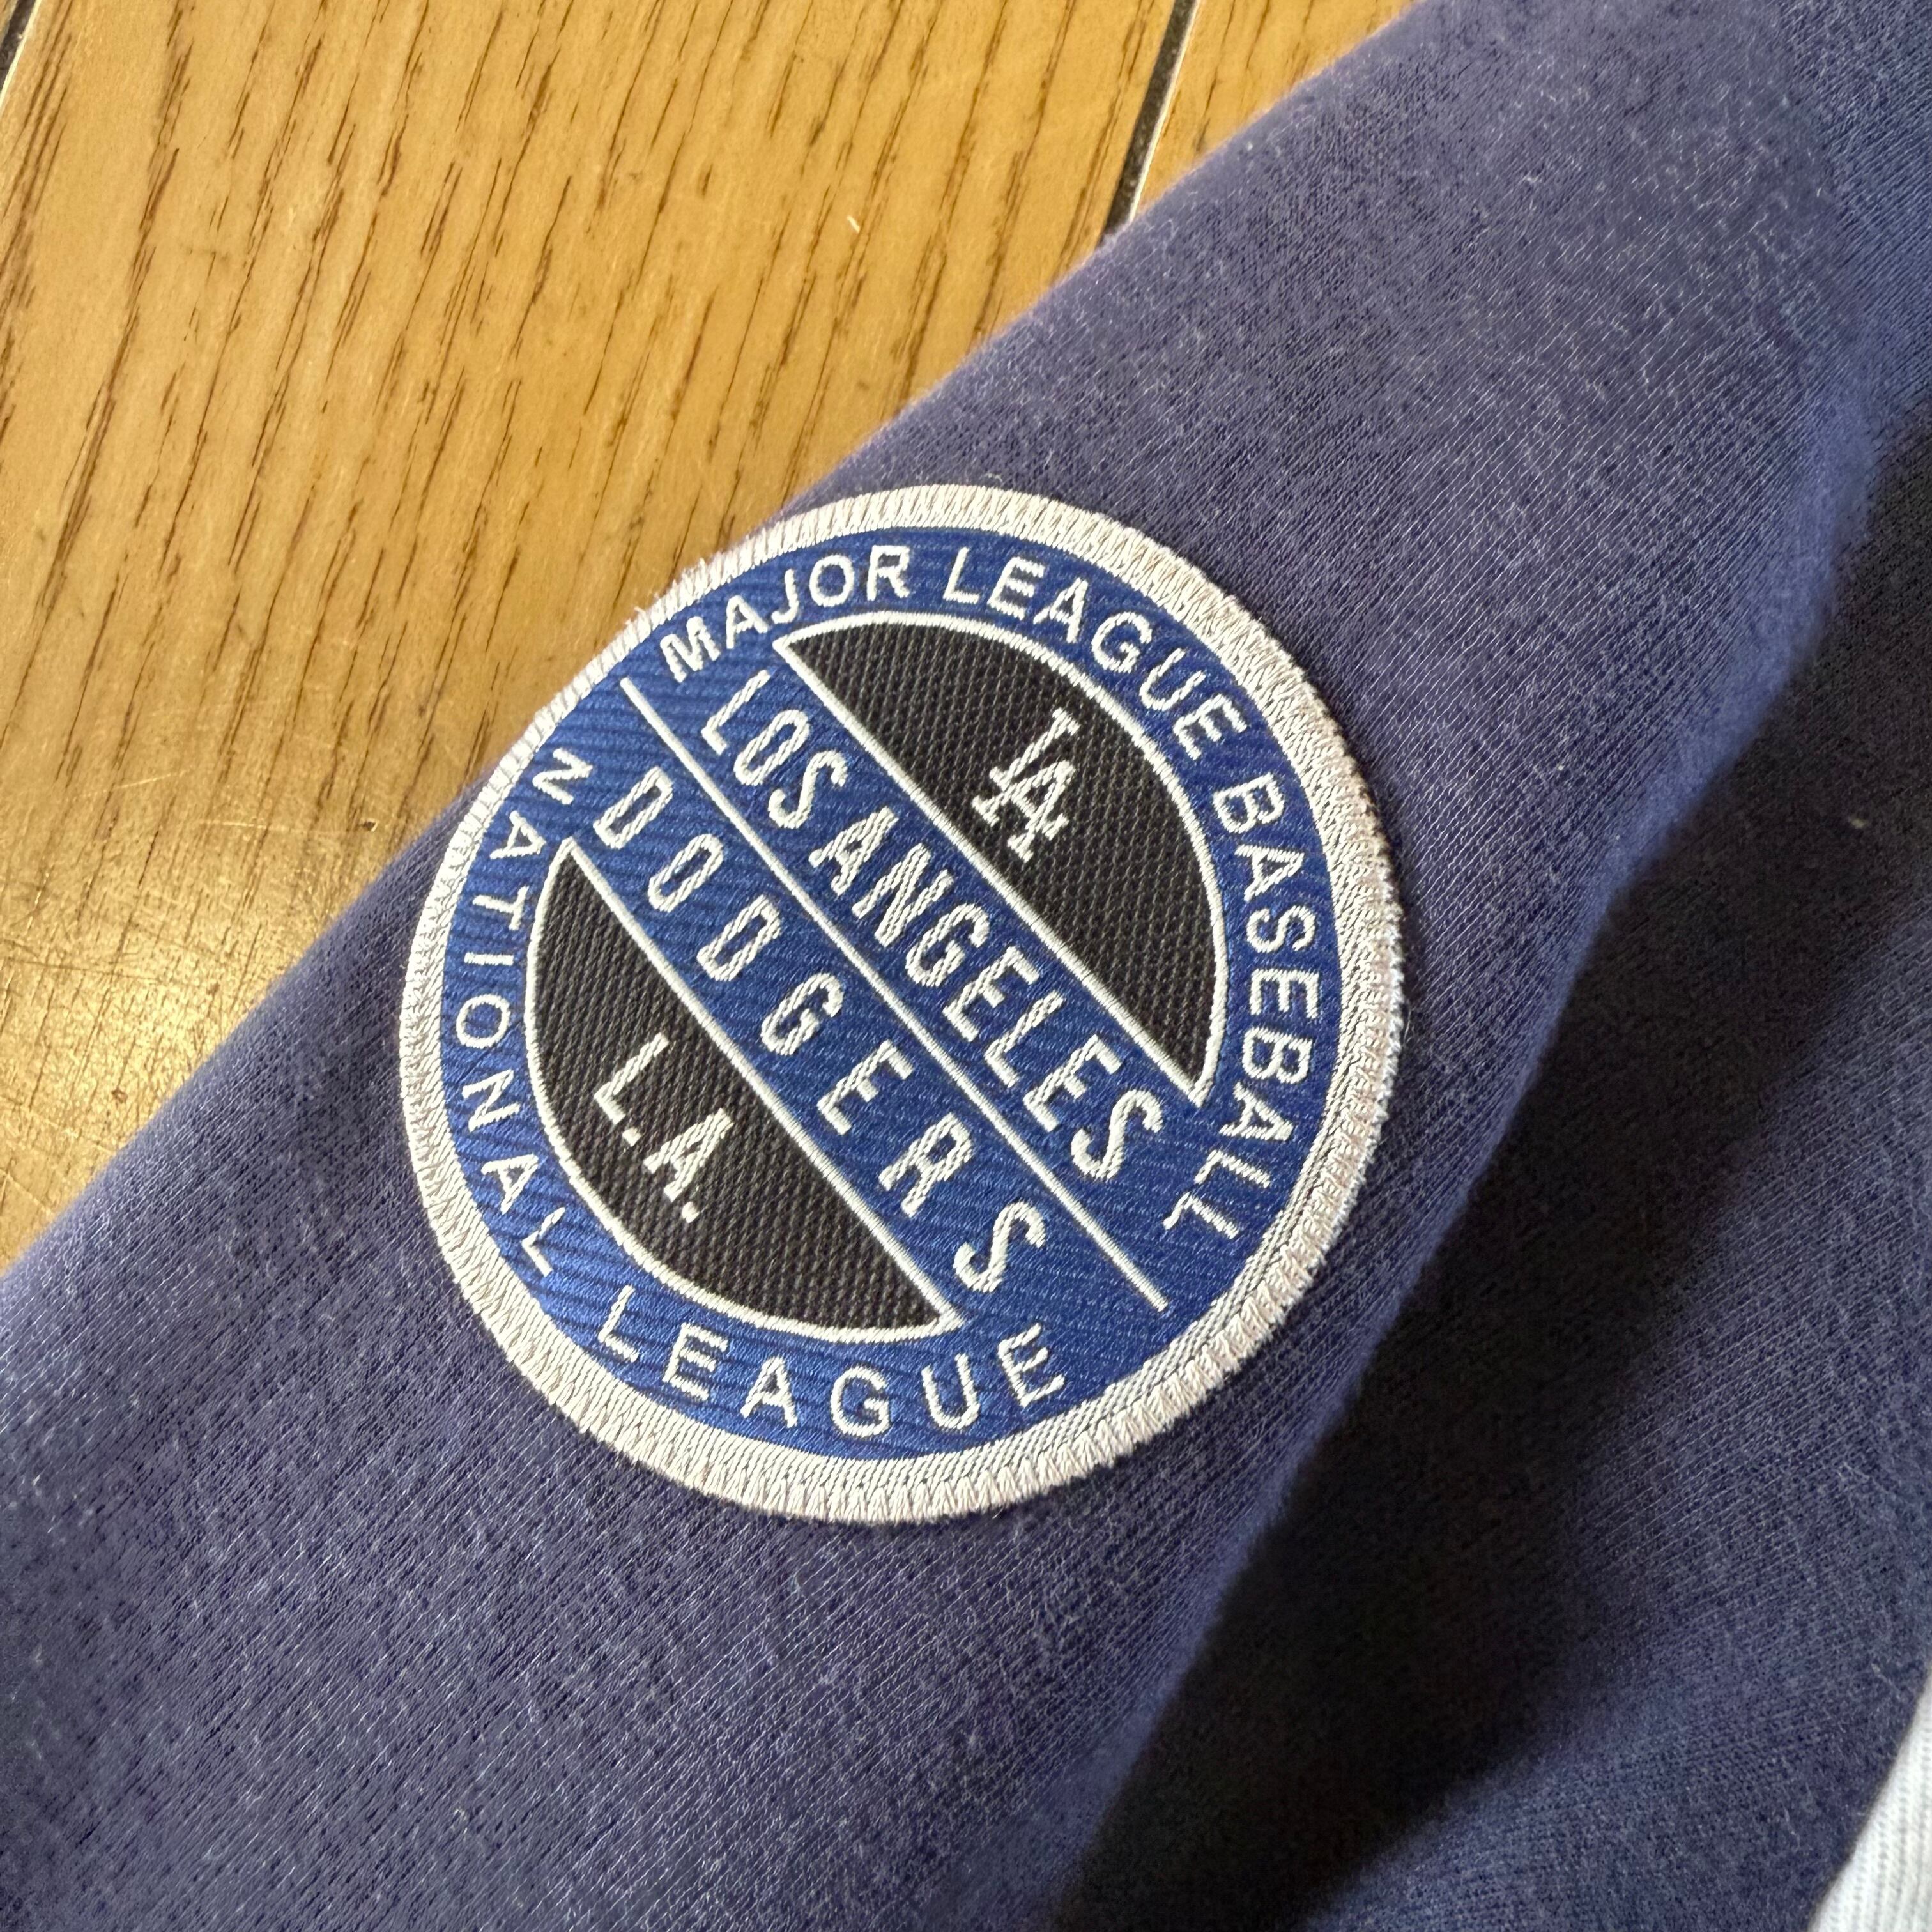 MAJOR LEAGUE BASEBALL
LA
LOS ANGELES
DODGERS
L.A.
NATIONAL LEAGUE